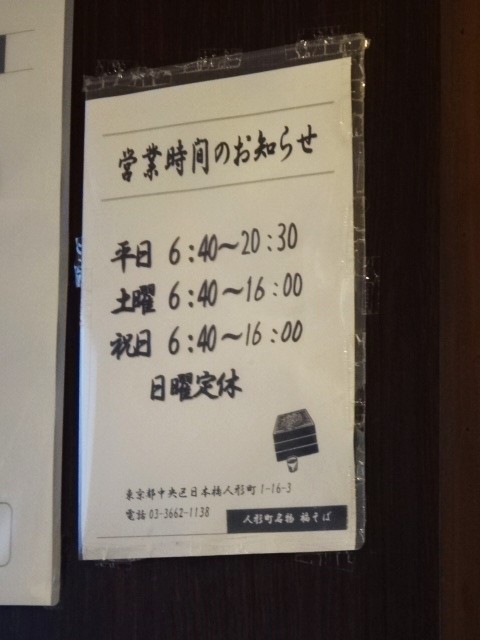 営業時間のお知らせ
平日 6:40～20:30
土曜 6:40～16:00
祝日 6:40～16:00
日曜定休
東京都中央区日本橋人形町 1-16-3
電話 03-3662-1138
人形町名物 福そば